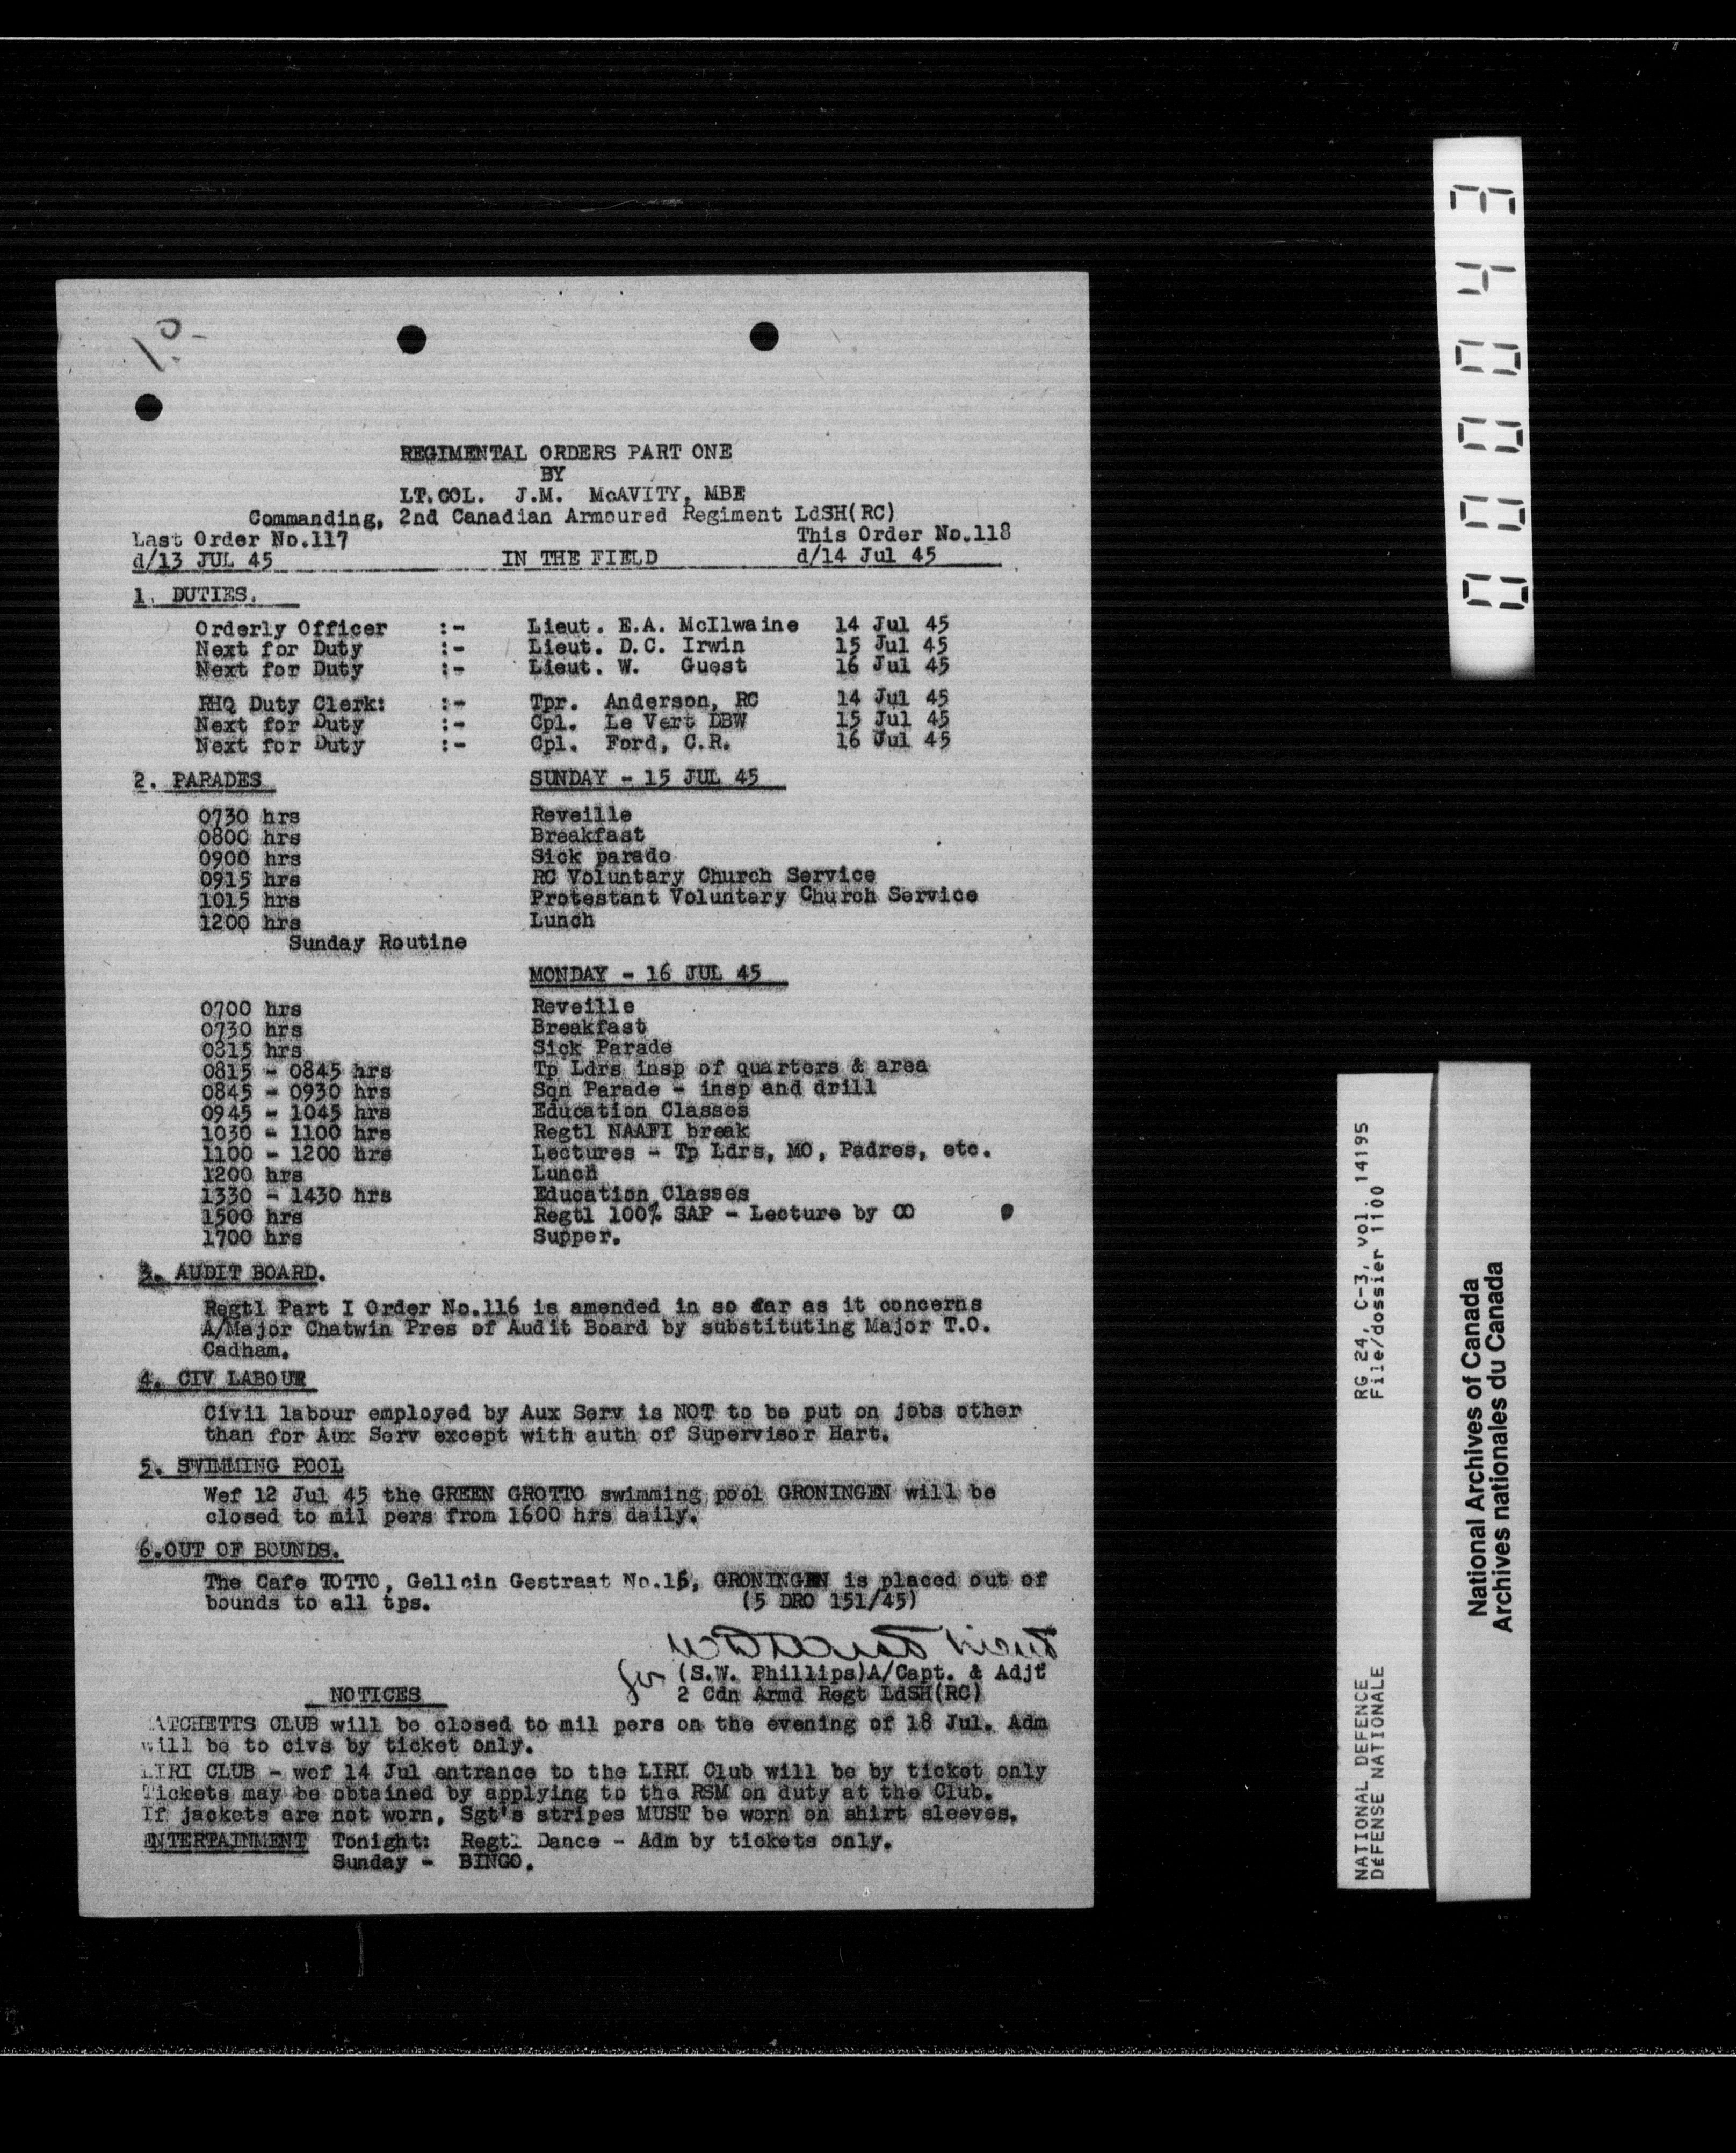 REGIMENTAL ORDERS PART ONE
BY
LT.COL. J.M. McAVITY, MBE
Commanding, 2nd Canadian Armoured Regiment LdSH(RC)
Last Order No.117 This Order No.118
d/13 JUL 45 IN THE FIELD d/14 Jul 45
1. DUTIES.
Orderly Officer :- Lieut. E.A. McIlwaine 14 Jul 45
Next for Duty :- Lieut. D.C. Irwin 15 Jul 45
Next for Duty :- Lieut. W. Guest 16 Jul 45
RHQ Duty Clerk: :- Tpr. Anderson, RC 14 Jul 45
Next for Duty :- Cpl. Le Vert DBW 15 Jul 45
Next for Duty :- Cpl. Ford, C.R. 16 Jul 45
2. PARADES SUNDAY - 15 JUL 45
0730 hrs Reveille
0800 hrs Breakfast
0900 hrs Sick parade
0915 hrs RC Voluntary Church Service
1015 hrs Protestant Voluntary Church Service
1200 hrs Lunch
Sunday Routine
MONDAY - 16 JUL 45
0700 hrs Reveille
0730 hrs Breakfast
0815 hrs Sick Parade
0815 - 0845 hrs Tp Ldrs insp of quarters & area
0845 - 0930 hrs Sqn Parade - insp and drill
0945 - 1045 hrs Education Classes
1030 - 1100 hrs Regtl NAAFI break
1100 - 1200 hrs Lectures - Tp Ldrs, MO, Padres, etc.
1200 hrs Lunch
1330 - 1430 hrs Education Classes
1500 hrs Regtl 100% SAP - Lecture by CO
1700 hrs Supper.
3. AUDIT BOARD.
Regtl Part I Order No.116 is amended in so far as it concerns
A/Major Chatwin Pres of Audit Board by substituting Major T.O.
Cadham.
4. CIV LABOUR
Civil labour employed by Aux Serv is NOT to be put on jobs other
than for Aux Serv except with auth of Supervisor Hart.
5. SWIMMING POOL
Wef 12 Jul 45 the GREEN GROTTO swimming pool GRONINGEN will be
closed to mil pers from 1600 hrs daily.
6.OUT OF BOUNDS.
The Cafe TOTTO, Gellcin Gestraat No.15, GRONINGEN is placed out of
bounds to all tps. (5 DRO 151/45)
for (S.W. Phillips)A/Capt. & Adjt
2 Cdn Armd Regt LdSH(RC)
NOTICES
ATCHETTS CLUB will be closed to mil pers on the evening of 18 Jul. Adm
will be to civs by ticket only.
LIRI CLUB - wef 14 Jul entrance to the LIRI Club will be by ticket only
Tickets may be obtained by applying to the RSM on duty at the Club.
If jackets are not worn, Sgt's stripes MUST be worn on shirt sleeves.
ENTERTAINMENT Tonight: Regtl Dance - Adm by tickets only.
Sunday - BINGO.
000043
NATIONAL DEFENCE RG 24, C-3, vol. 14195
DÉFENSE NATIONALE File/dossier 1100
National Archives of Canada
Archives nationales du Canada